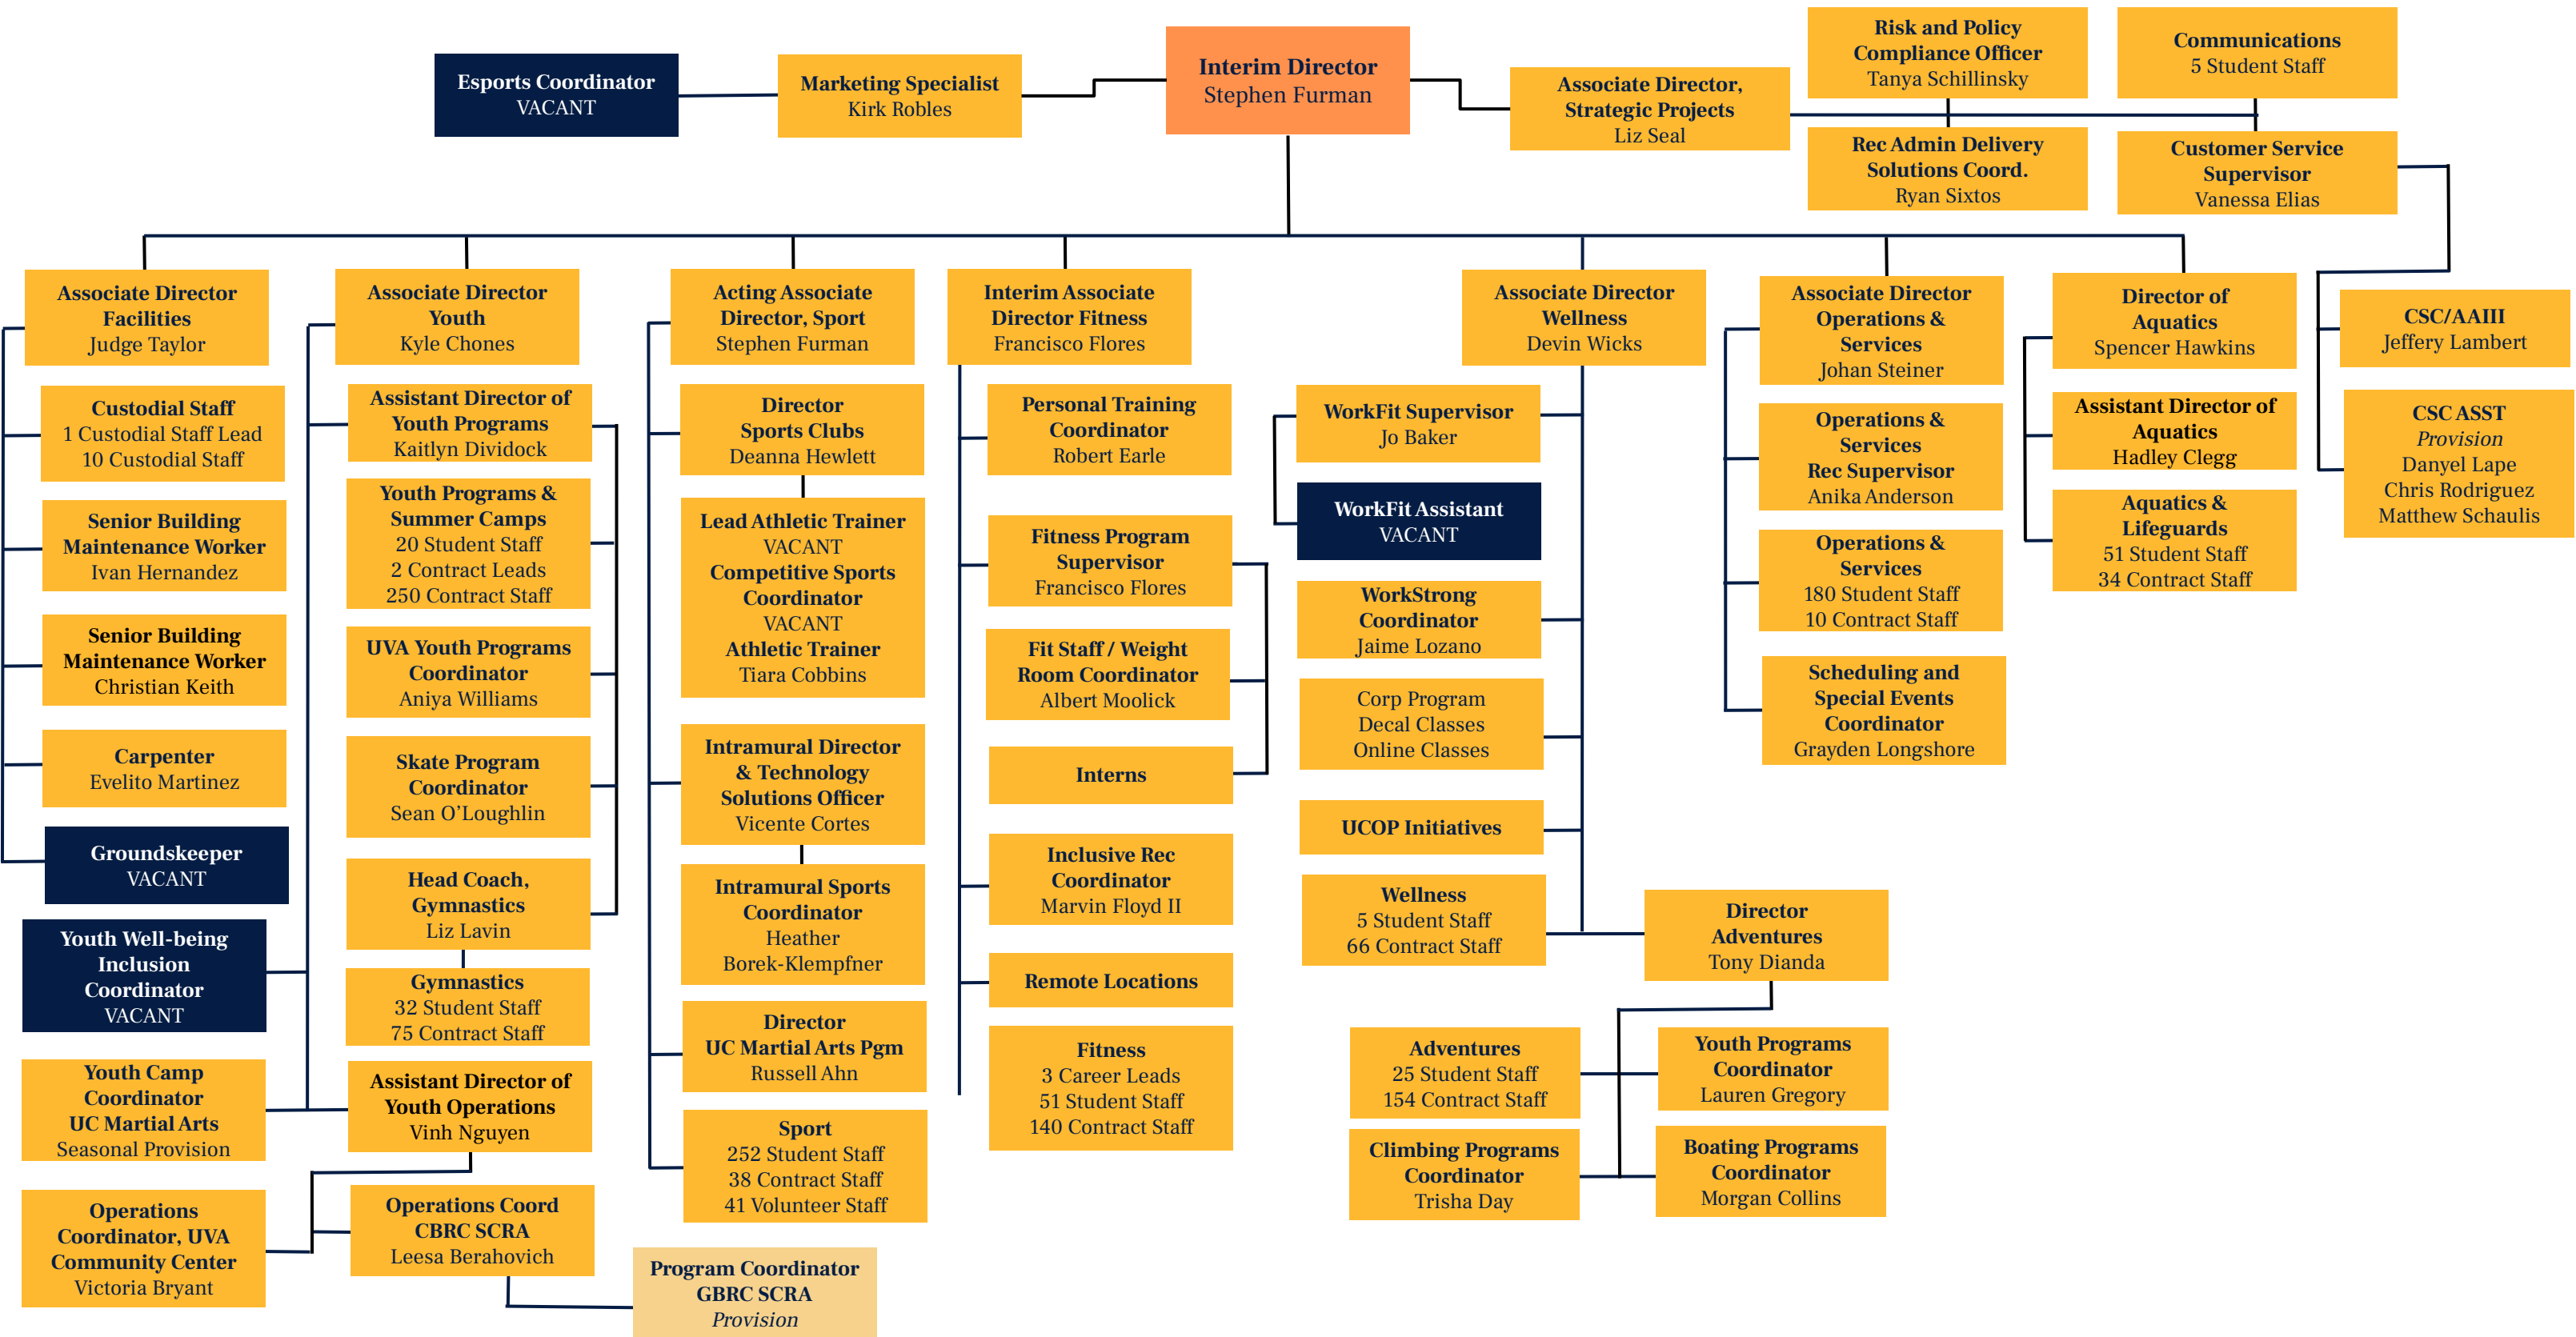 Esports Coordinator
VACANT
Marketing Specialist
Kirk Robles
Interim Director
Stephen Furman
Associate Director,
Strategic Projects
Liz Seal
Risk and Policy
Compliance Officer
Tanya Schillinsky
Communications
5 Student Staff
Rec Admin Delivery
Solutions Coord.
Ryan Sixtos
Customer Service
Supervisor
Vanessa Elias
Associate Director
Facilities
Judge Taylor
Custodial Staff
1 Custodial Staff Lead
10 Custodial Staff
Senior Building
Maintenance Worker
Ivan Hernandez
Senior Building
Maintenance Worker
Christian Keith
Carpenter
Evelito Martinez
Groundskeeper
VACANT
Associate Director
Youth
Kyle Chones
Assistant Director of
Youth Programs
Kaitlyn Dividock
Youth Programs &
Summer Camps
20 Student Staff
2 Contract Leads
250 Contract Staff
UVA Youth Programs
Coordinator
Aniya Williams
Skate Program
Coordinator
Sean O’Loughlin
Head Coach,
Gymnastics
Liz Lavin
Gymnastics
32 Student Staff
75 Contract Staff
Youth Well-being
Inclusion
Coordinator
VACANT
Youth Camp
Coordinator
UC Martial Arts
Seasonal Provision
Assistant Director of
Youth Operations
Vinh Nguyen
Operations
Coordinator, UVA
Community Center
Victoria Bryant
Operations Coord
CBRC SCRA
Leesa Berahovich
Program Coordinator
GBRC SCRA
Provision
Acting Associate
Director, Sport
Stephen Furman
Director
Sports Clubs
Deanna Hewlett
Lead Athletic Trainer
VACANT
Competitive Sports
Coordinator
VACANT
Athletic Trainer
Tiara Cobbins
Intramural Director
& Technology
Solutions Officer
Vicente Cortes
Intramural Sports
Coordinator
Heather
Borek-Klempfner
Director
UC Martial Arts Pgm
Russell Ahn
Sport
252 Student Staff
38 Contract Staff
41 Volunteer Staff
Interim Associate
Director Fitness
Francisco Flores
Personal Training
Coordinator
Robert Earle
Fitness Program
Supervisor
Francisco Flores
Fit Staff / Weight
Room Coordinator
Albert Moolick
Interns
Inclusive Rec
Coordinator
Marvin Floyd II
Remote Locations
Fitness
3 Career Leads
51 Student Staff
140 Contract Staff
Associate Director
Wellness
Devin Wicks
WorkFit Supervisor
Jo Baker
WorkFit Assistant
VACANT
WorkStrong
Coordinator
Jaime Lozano
Corp Program
Decal Classes
Online Classes
UCOP Initiatives
Wellness
5 Student Staff
66 Contract Staff
Director
Adventures
Tony Dianda
Adventures
25 Student Staff
154 Contract Staff
Youth Programs
Coordinator
Lauren Gregory
Climbing Programs
Coordinator
Trisha Day
Boating Programs
Coordinator
Morgan Collins
Associate Director
Operations &
Services
Johan Steiner
Operations &
Services
Rec Supervisor
Anika Anderson
Operations &
Services
180 Student Staff
10 Contract Staff
Scheduling and
Special Events
Coordinator
Grayden Longshore
Director of
Aquatics
Spencer Hawkins
Assistant Director of
Aquatics
Hadley Clegg
Aquatics &
Lifeguards
51 Student Staff
34 Contract Staff
CSC/AAIII
Jeffery Lambert
CSC ASST
Provision
Danyel Lape
Chris Rodriguez
Matthew Schaulis